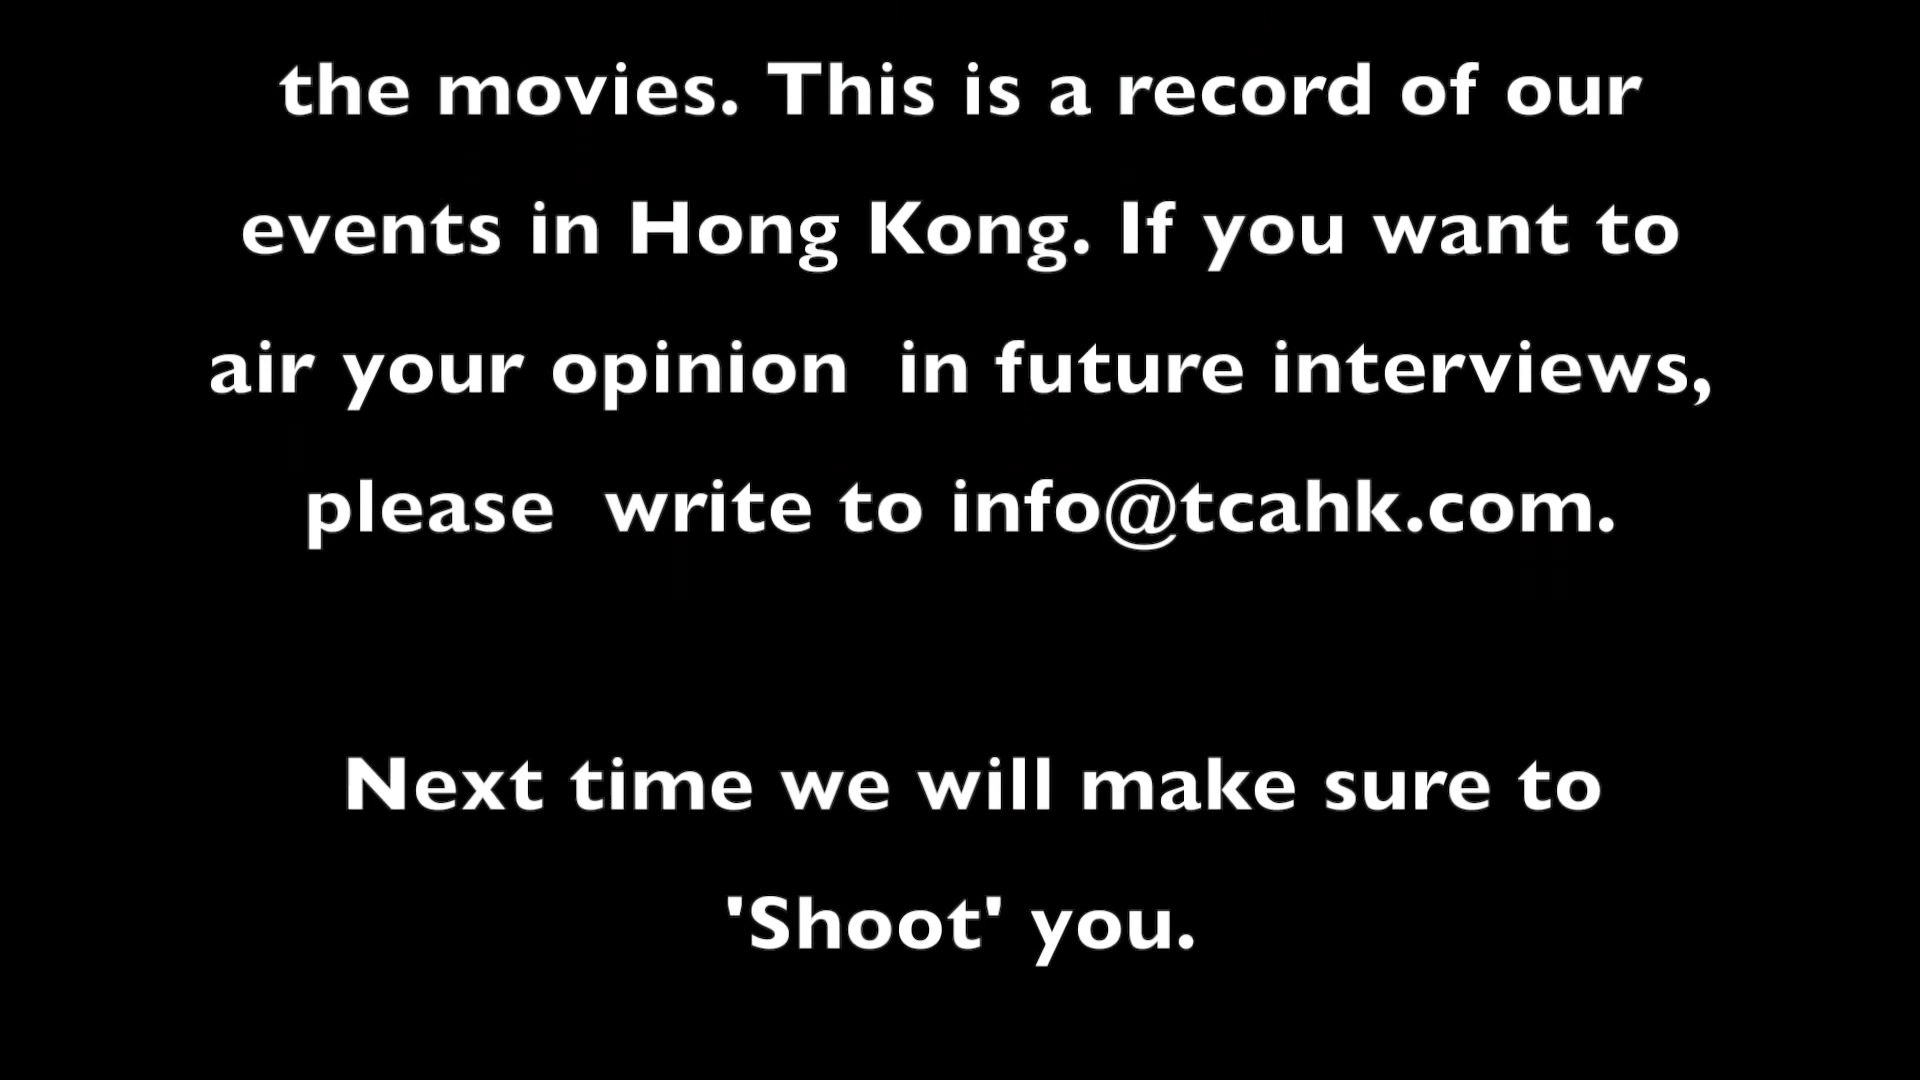 the movies. This is a record of our
events in Hong Kong. If you want to
air your opinion  in future interviews,
please  write to info@tcahk.com.
Next time we will make sure to
'Shoot' you.